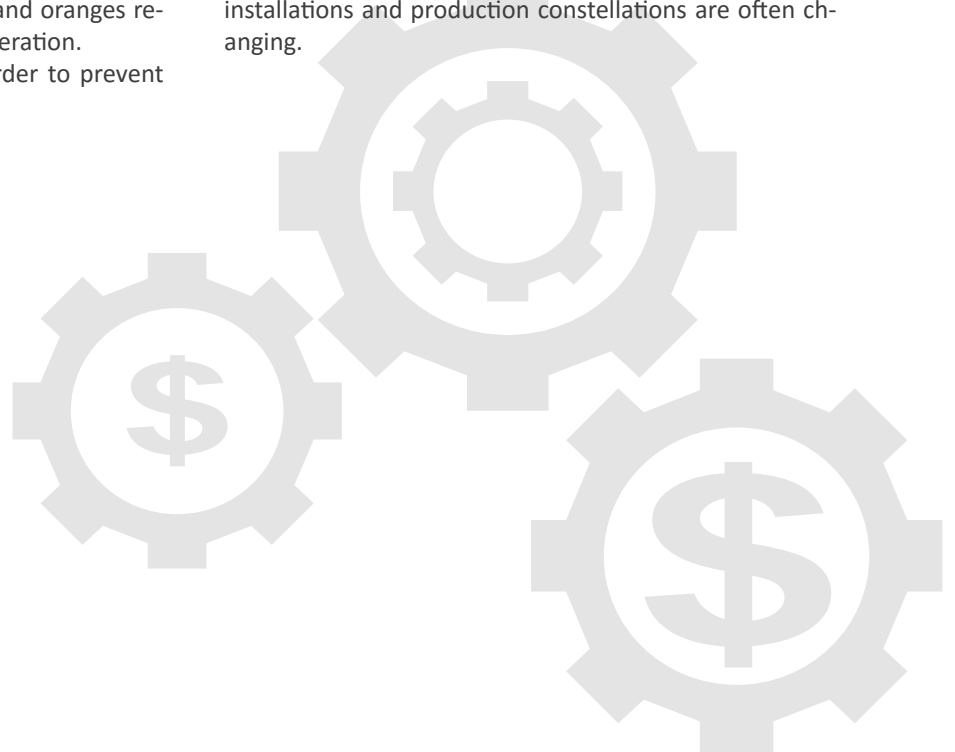 and oranges re-
eration.
rder to prevent
installations and production constellations are often ch-
anging.
$
$